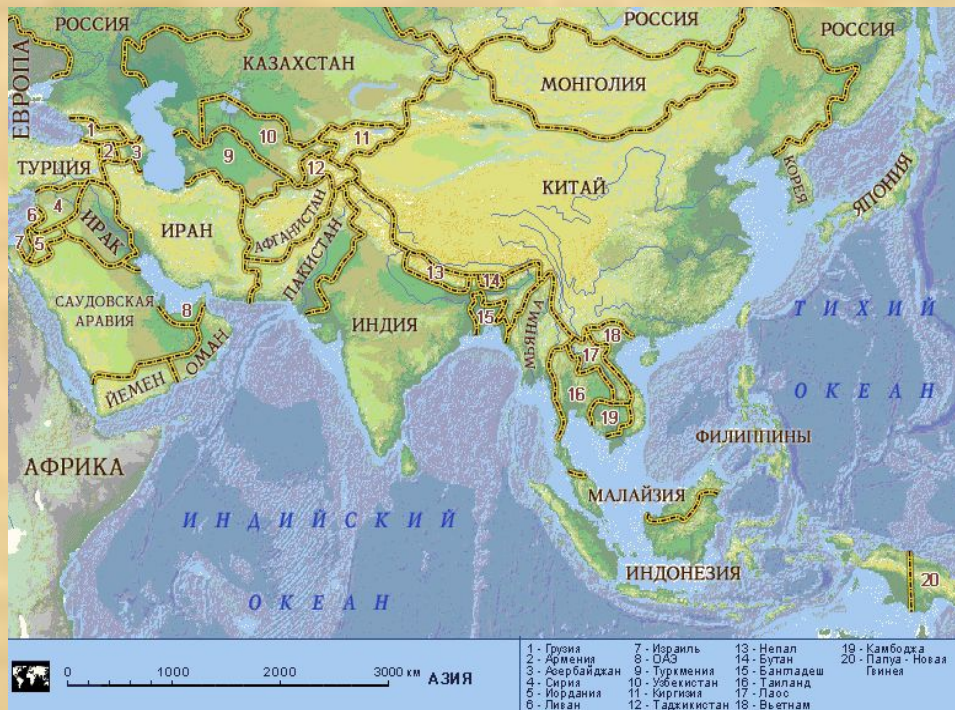 РОССИЯ
РОССИЯ
РОССИЯ
ЕВРОПА
КАЗАХСТАН
МОНГОЛИЯ
1
2
3
10
11
9
12
ТУРЦИЯ
КИТАЙ
КОРЕЯ
ЯПОНИЯ
6
4
7
5
ИРАК
ИРАН
АФГАНИСТАН
ПАКИСТАН
13
14
15
САУДОВСКАЯ
АРАВИЯ
8
ОМАН
ЙЕМЕН
ИНДИЯ
МЬЯНМА
18
17
16
19
ТИХИЙ
ОКЕАН
ФИЛИППИНЫ
АФРИКА
МАЛАЙЗИЯ
ИНДИЙСКИЙ
ОКЕАН
ИНДОНЕЗИЯ
20
0 1000 2000 3000 км
АЗИЯ
1 - Грузия
2 - Армения
3 - Азербайджан
4 - Сирия
5 - Иордания
6 - Ливан
7 - Израиль
8 - ОАЭ
9 - Туркмения
10 - Узбекистан
11 - Киргизия
12 - Таджикистан
13 - Непал
14 - Бутан
15 - Бангладеш
16 - Таиланд
17 - Лаос
18 - Вьетнам
19 - Камбоджа
20 - Папуа - Новая
Гвинея